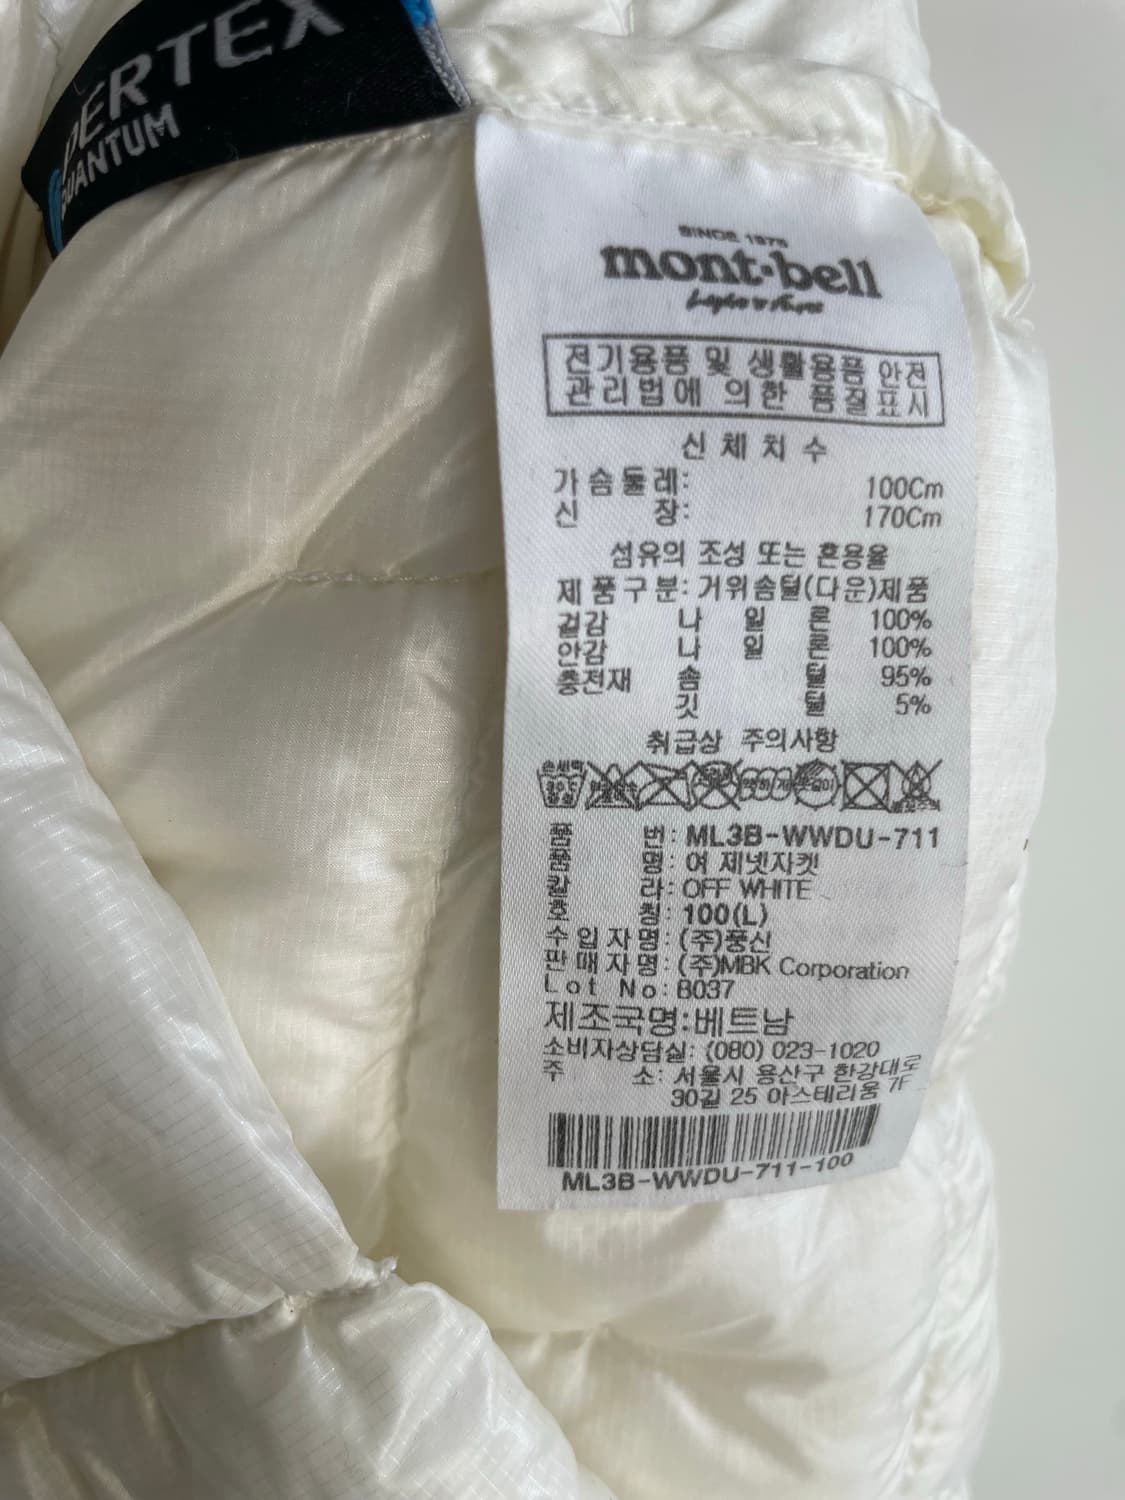 PERTEX
QUANTUM
SINCE 1975
mont-bell
전기용품 및 생활용품 안전
관리법에 의한 품질표시
신체치수
가슴둘레: 100Cm
신 장: 170Cm
섬유의 조성 또는 혼용율
제품구분: 거위솜털(다운)제품
겉감 나 일 론 100%
안감 나 일 론 100%
충전재 솜 털 95%
깃 털 5%
취급상 주의사항
품 번: ML3B-WWDU-711
품 명: 여 제넷자켓
칼 라: OFF WHITE
호 칭: 100(L)
수입자명: (주)풍신
판매자명: (주)MBK Corporation
Lot No: B037
제조국명:베트남
소비자상담실: (080) 023-1020
주 소: 서울시 용산구 한강대로
30길 25 아스테리움 7F
ML3B-WWDU-711-100